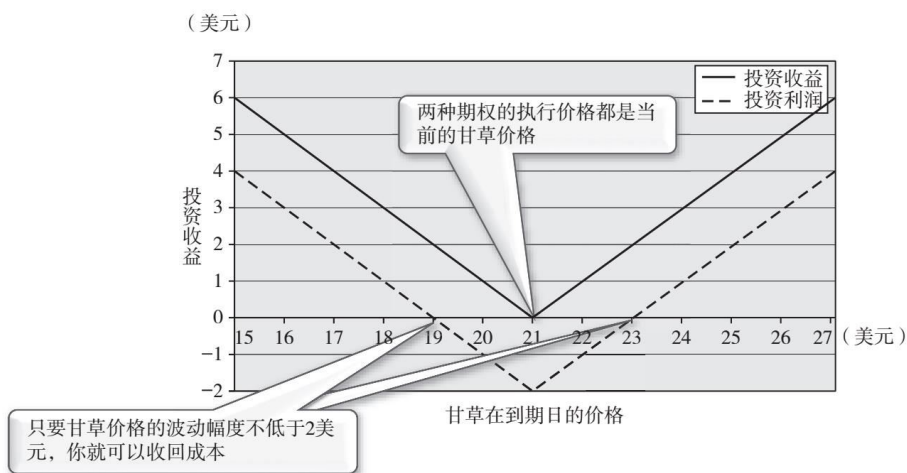 （美元）
7
6
5
4
3
2
1
0
−1
−2
投资收益
投资收益
投资利润
两种期权的执行价格都是当
前的甘草价格
15 16 17 18 19 20 21 22 23 24 25 26 27（美元）
甘草在到期日的价格
只要甘草价格的波动幅度不低于2美
元，你就可以收回成本